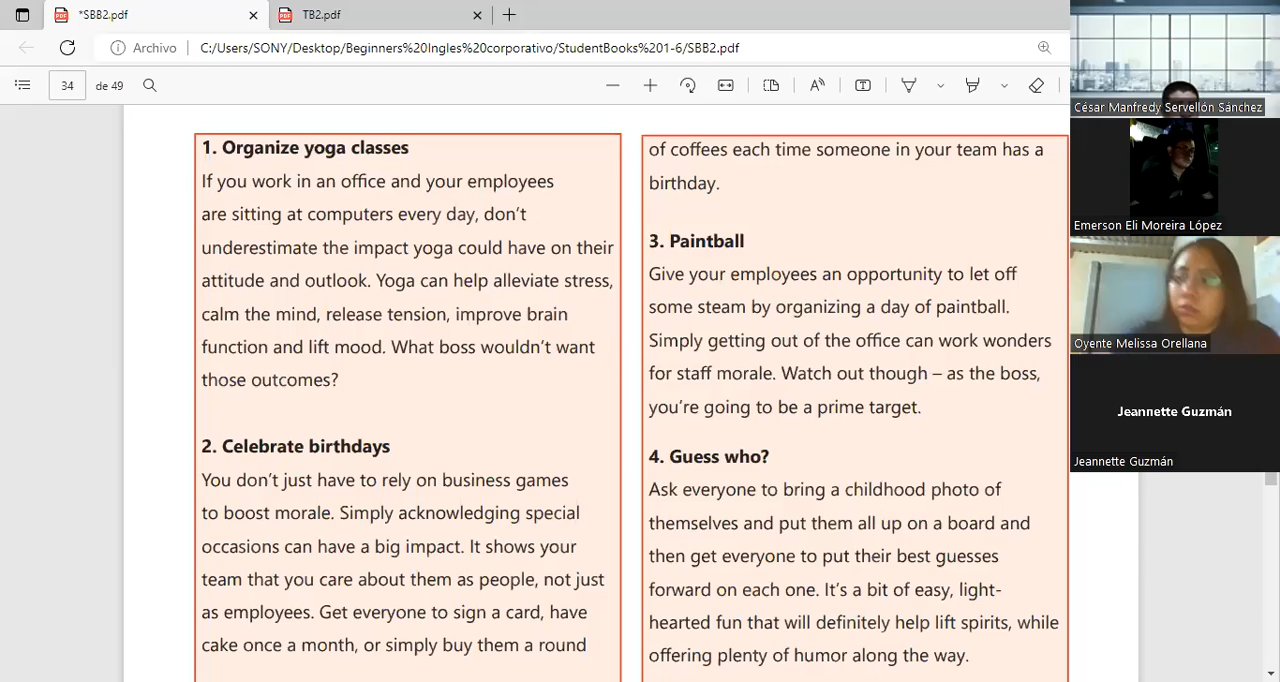 *SBB2.pdf
TB2.pdf
Archivo
C:/Users/SONY/Desktop/Beginners%20Ingles%20corporativo/StudentBooks%201-6/SBB2.pdf
34
de 49
1. Organize yoga classes
If you work in an office and your employees
are sitting at computers every day, don't
underestimate the impact yoga could have on their
attitude and outlook. Yoga can help alleviate stress,
calm the mind, release tension, improve brain
function and lift mood. What boss wouldn't want
those outcomes?
2. Celebrate birthdays
You don't just have to rely on business games
to boost morale. Simply acknowledging special
occasions can have a big impact. It shows your
team that you care about them as people, not just
as employees. Get everyone to sign a card, have
cake once a month, or simply buy them a round
of coffees each time someone in your team has a
birthday.
3. Paintball
Give your employees an opportunity to let off
some steam by organizing a day of paintball.
Simply getting out of the office can work wonders
for staff morale. Watch out though – as the boss,
you're going to be a prime target.
4. Guess who?
Ask everyone to bring a childhood photo of
themselves and put them all up on a board and
then get everyone to put their best guesses
forward on each one. It's a bit of easy, light-
hearted fun that will definitely help lift spirits, while
offering plenty of humor along the way.
César Manfredy Servellón Sánchez
Emerson Eli Moreira López
Oyente Melissa Orellana
Jeannette Guzmán
Jeannette Guzmán